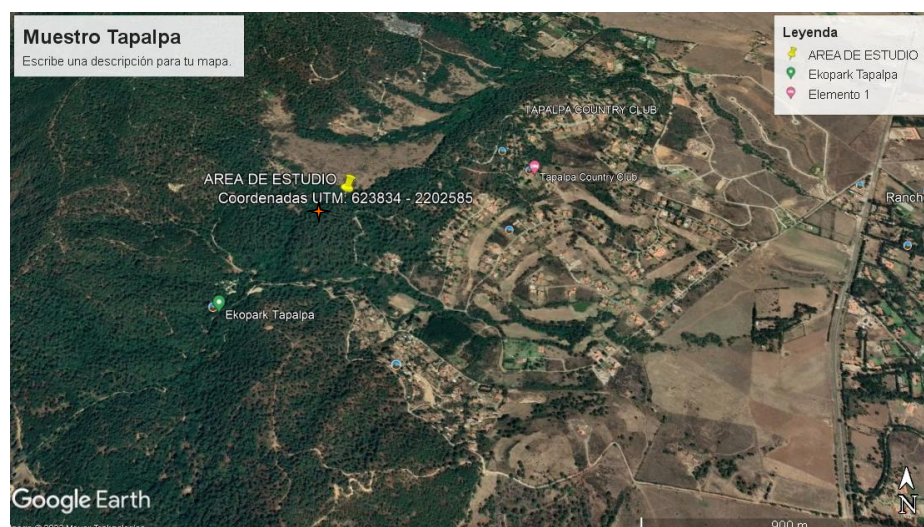 Muestro Tapalpa
Escribe una descripción para tu mapa.
Leyenda
AREA DE ESTUDIO
Ekopark Tapalpa
Elemento 1
TAPALPA COUNTRY CLUB
Tapalpa Country Club
AREA DE ESTUDIO
Coordenadas UTM: 623834 - 2202585
Ranch
Ekopark Tapalpa
Google Earth
N
900 m